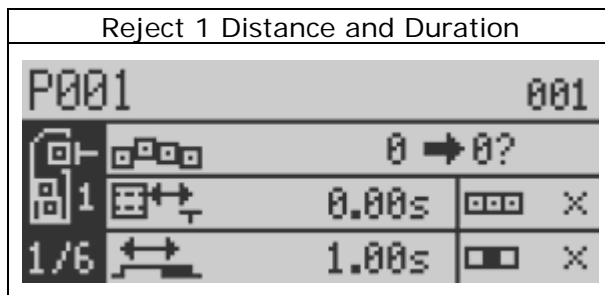 Reject 1 Distance and Duration
P001 001
0 ➡ 0?
1 0.00s ×
1/6 1.00s ×